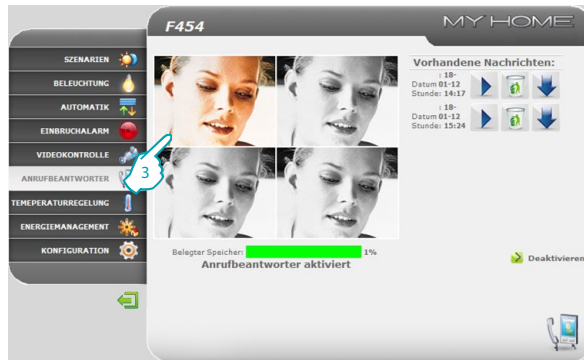 F454
MY HOME
SZENARIEN
BELEUCHTUNG
AUTOMATIK
EINBRUCHALARM
VIDEOKONTROLLE
ANRUFBEANTWORTER
TEMEPERATURREGELUNG
ENERGIEMANAGEMENT
KONFIGURATION
3
Belegter Speicher: 1%
Anrufbeantworter aktiviert
Vorhandene Nachrichten:
: 18-
Datum 01-12
Stunde: 14:17
: 18-
Datum 01-12
Stunde: 15:24
Deaktivieren